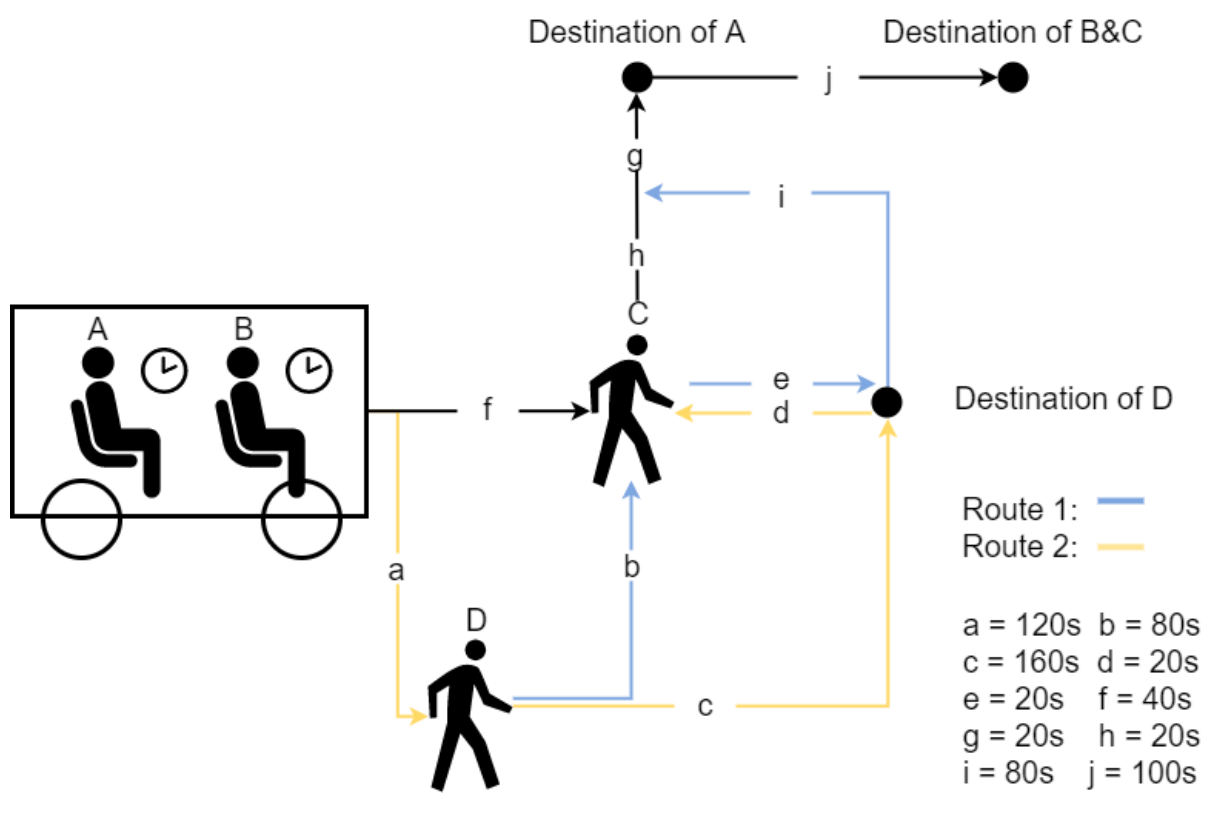 Destination of A
Destination of B&C
j
g
i
h
C
A
B
e
f
d
Destination of D
Route 1:
Route 2:
a
b
D
c
a = 120s b = 80s
c = 160s d = 20s
e = 20s f = 40s
g = 20s h = 20s
i = 80s j = 100s